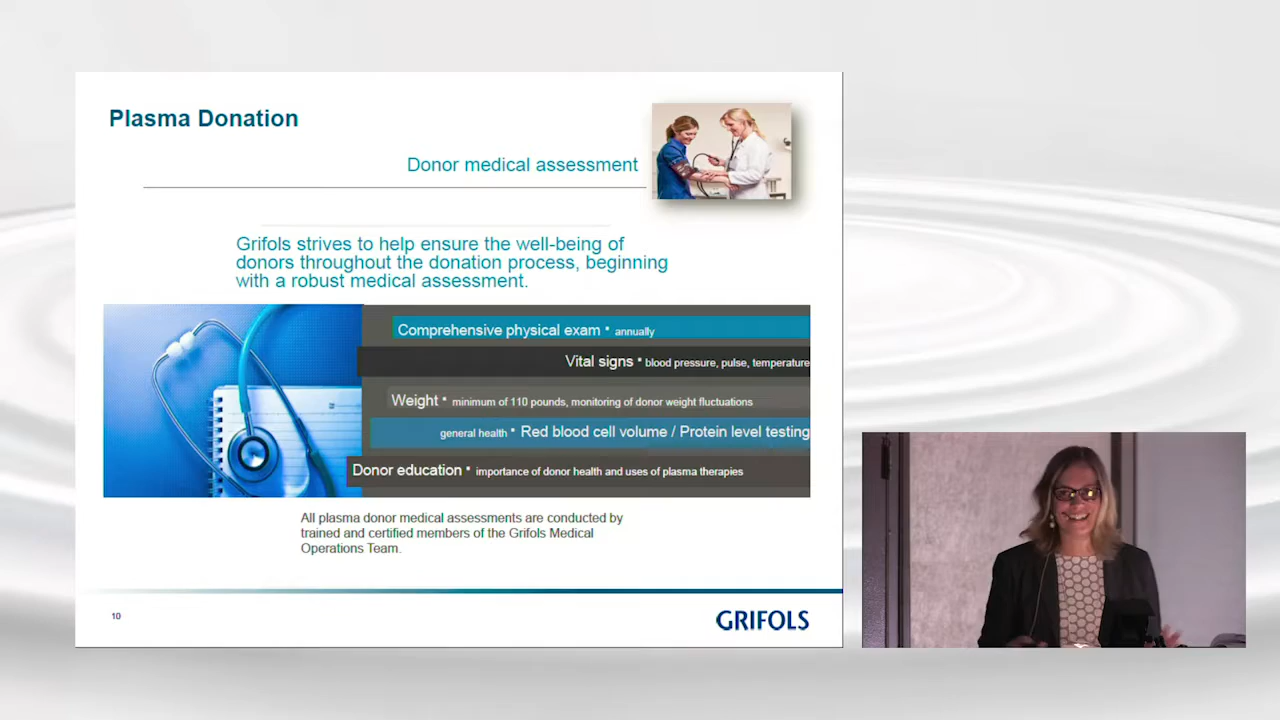 Plasma Donation
Donor medical assessment
Grifols strives to help ensure the well-being of
donors throughout the donation process, beginning
with a robust medical assessment.
Comprehensive physical exam • annually
Vital signs • blood pressure, pulse, temperature
Weight • minimum of 110 pounds, monitoring of donor weight fluctuations
general health • Red blood cell volume / Protein level testing
Donor education • importance of donor health and uses of plasma therapies
All plasma donor medical assessments are conducted by
trained and certified members of the Grifols Medical
Operations Team.
10
GRIFOLS